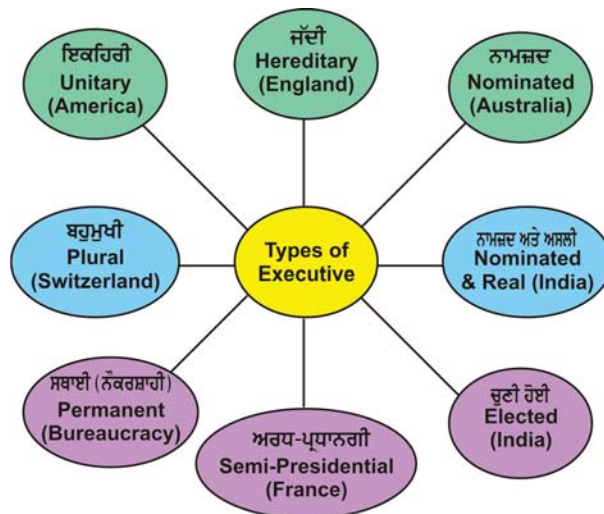 ਇਕਹਿਰੀ
Unitary
(America)
ਜੱਦੀ
Hereditary
(England)
ਨਾਮਜ਼ਦ
Nominated
(Australia)
ਬਹੁਮੁਖੀ
Plural
(Switzerland)
Types of
Executive
ਨਾਮਜ਼ਦ ਅਤੇ ਅਸਲੀ
Nominated
& Real (India)
ਸਥਾਈ (ਨੌਕਰਸ਼ਾਹੀ)
Permanent
(Bureaucracy)
ਅਰਧ-ਪ੍ਰਧਾਨਗੀ
Semi-Presidential
(France)
ਚੁਣੀ ਹੋਈ
Elected
(India)